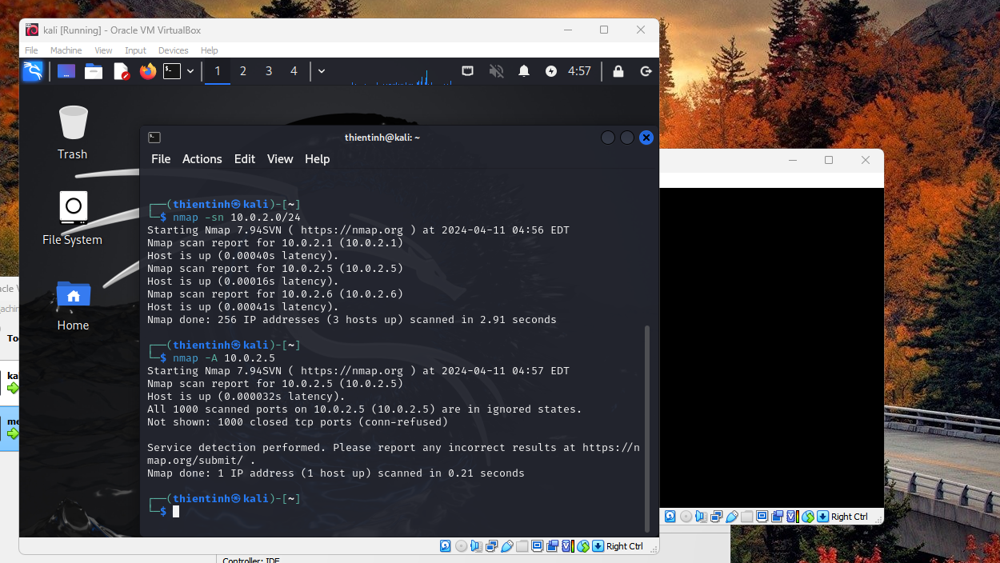 kali [Running] - Oracle VM VirtualBox
File Machine View Input Devices Help
1 2 3 4 4:57
Trash
File System
Home
thientinh@kali: ~
File Actions Edit View Help
┌──(thientinh㉿kali)-[~]
└─$ nmap -sn 10.0.2.0/24
Starting Nmap 7.94SVN ( https://nmap.org ) at 2024-04-11 04:56 EDT
Nmap scan report for 10.0.2.1 (10.0.2.1)
Host is up (0.00040s latency).
Nmap scan report for 10.0.2.5 (10.0.2.5)
Host is up (0.00016s latency).
Nmap scan report for 10.0.2.6 (10.0.2.6)
Host is up (0.00041s latency).
Nmap done: 256 IP addresses (3 hosts up) scanned in 2.91 seconds
┌──(thientinh㉿kali)-[~]
└─$ nmap -A 10.0.2.5
Starting Nmap 7.94SVN ( https://nmap.org ) at 2024-04-11 04:57 EDT
Nmap scan report for 10.0.2.5 (10.0.2.5)
Host is up (0.000032s latency).
All 1000 scanned ports on 10.0.2.5 (10.0.2.5) are in ignored states.
Not shown: 1000 closed tcp ports (conn-refused)
Service detection performed. Please report any incorrect results at https://n
map.org/submit/ .
Nmap done: 1 IP address (1 host up) scanned in 0.21 seconds
┌──(thientinh㉿kali)-[~]
└─$
Right Ctrl
Right Ctrl
Controller: IDE